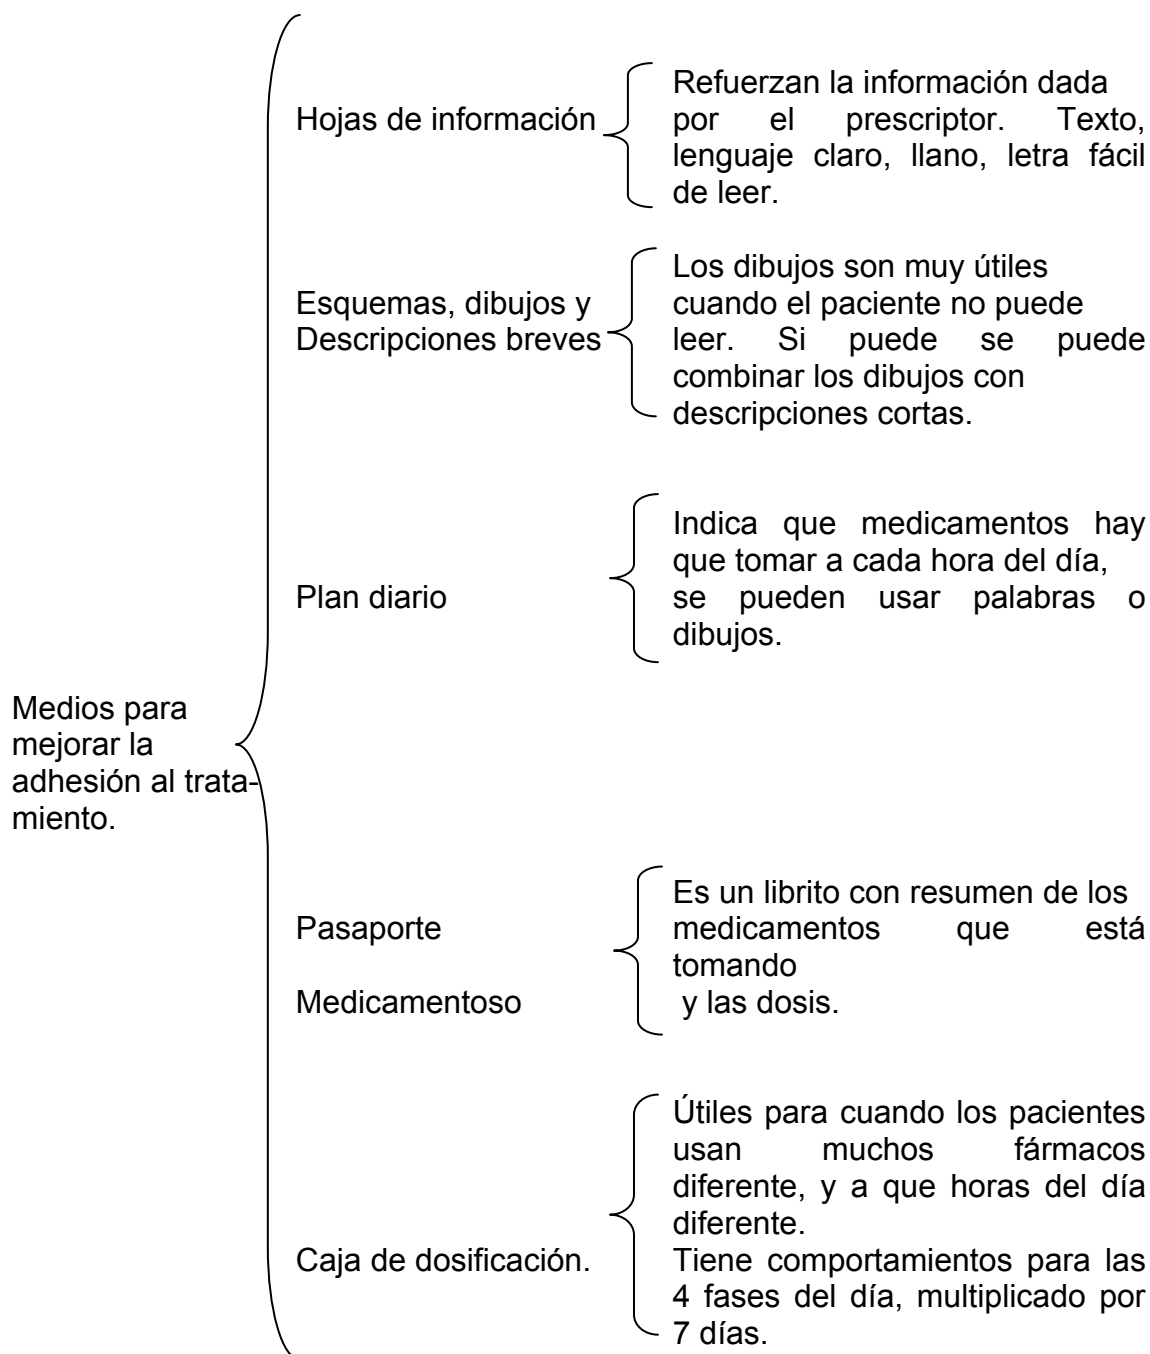 Hojas de información
Refuerzan la información dada
por el prescriptor. Texto,
lenguaje claro, llano, letra fácil
de leer.
Esquemas, dibujos y
Descripciones breves
Los dibujos son muy útiles
cuando el paciente no puede
leer. Si puede se puede
combinar los dibujos con
descripciones cortas.
Plan diario
Indica que medicamentos hay
que tomar a cada hora del día,
se pueden usar palabras o
dibujos.
Medios para
mejorar la
adhesión al trata-
miento.
Pasaporte
Medicamentoso
Es un librito con resumen de los
medicamentos que está
tomando
y las dosis.
Caja de dosificación.
Útiles para cuando los pacientes
usan muchos fármacos
diferente, y a que horas del día
diferente.
Tiene comportamientos para las
4 fases del día, multiplicado por
7 días.